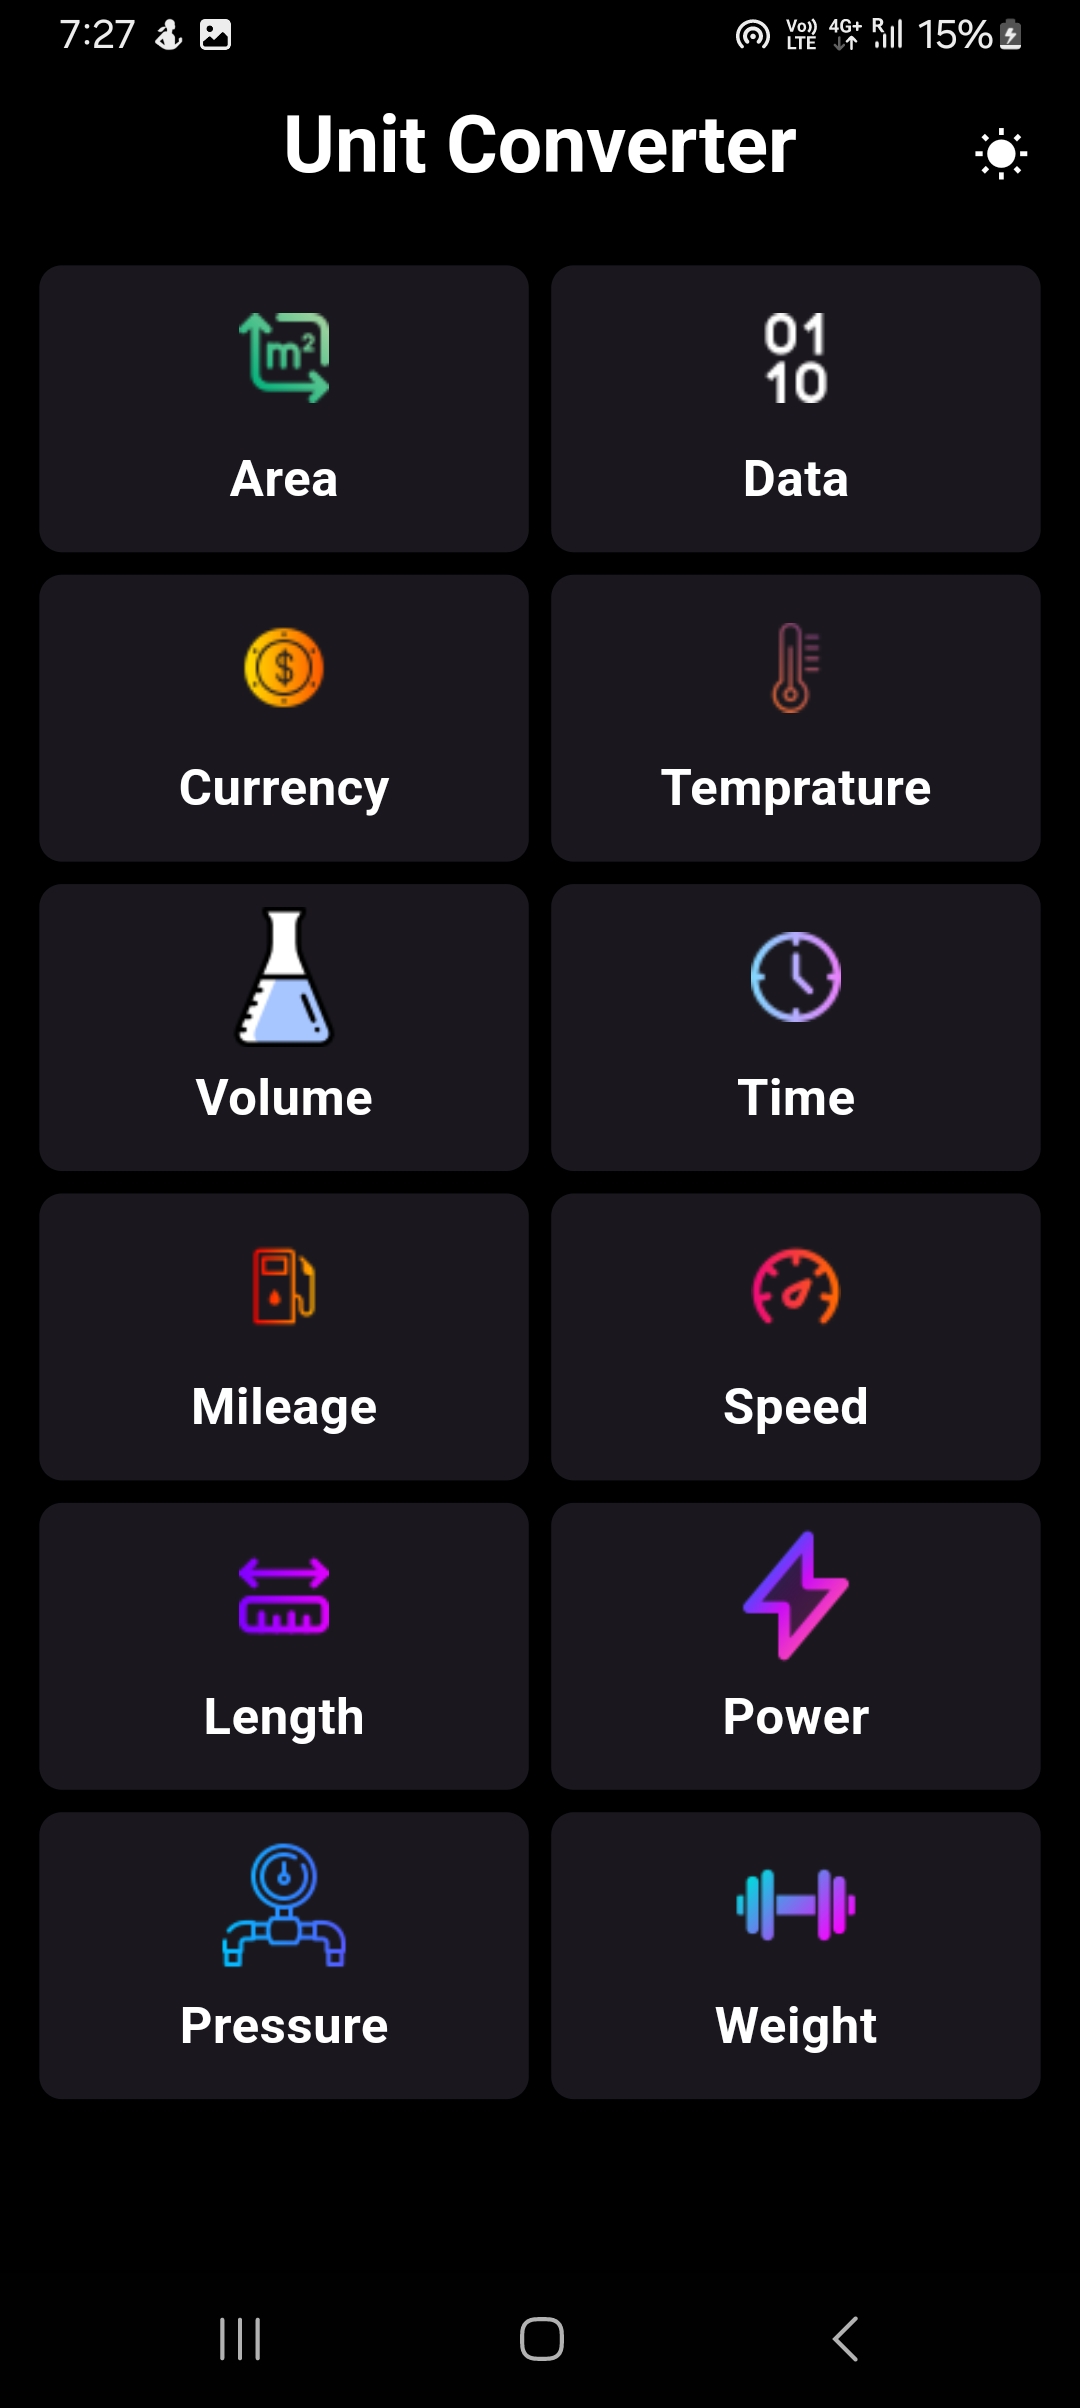 7:27 Vo)) LTE 4G+ R 15%
Unit Converter
m²
01
10
Area
Data
$
Currency
Temprature
Volume
Time
Mileage
Speed
Length
Power
Pressure
Weight